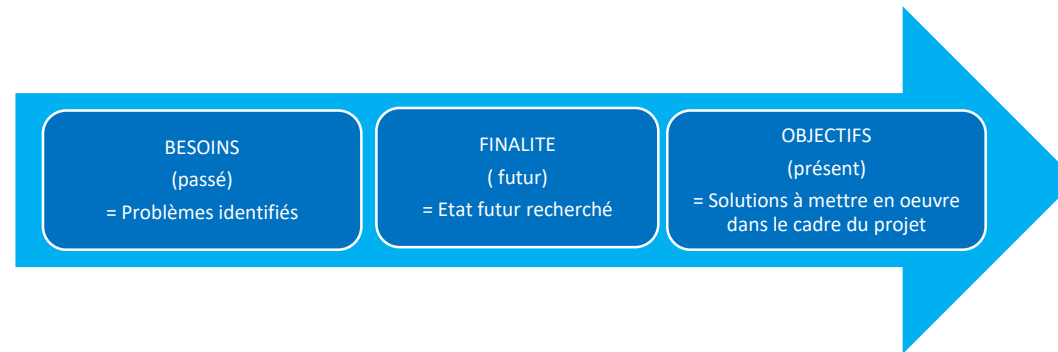 BESOINS
(passé)
= Problèmes identifiés
FINALITE
( futur)
= Etat futur recherché
OBJECTIFS
(présent)
= Solutions à mettre en oeuvre
dans le cadre du projet